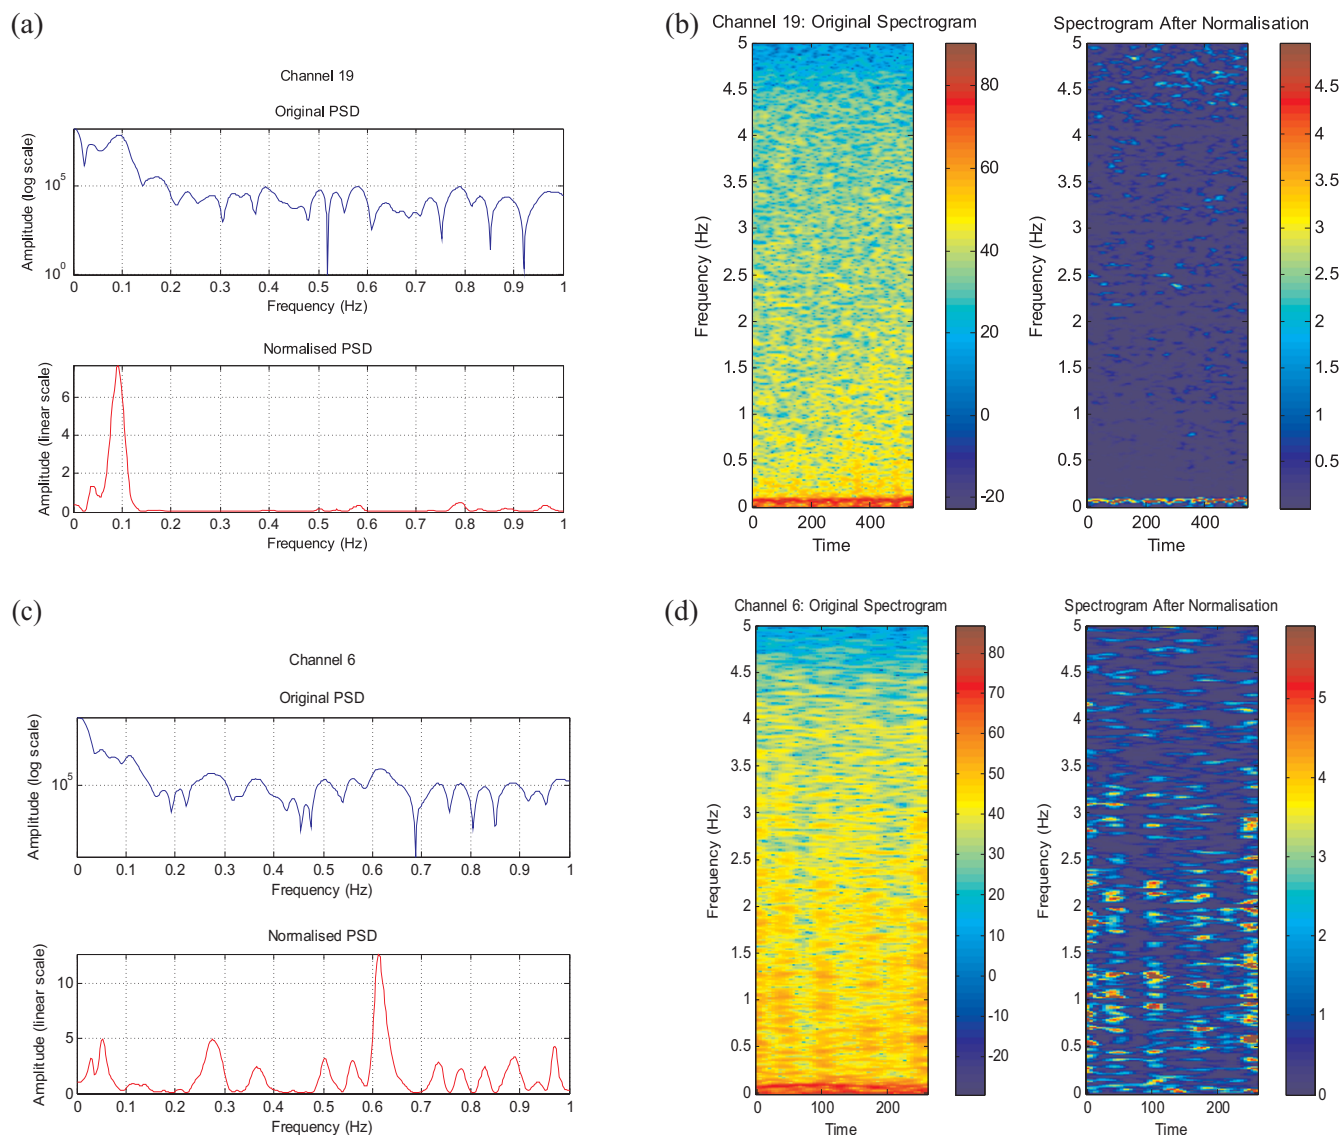 (a)
Channel 19
Original PSD
Amplitude (log scale)
10^5
10^0
0 0.1 0.2 0.3 0.4 0.5 0.6 0.7 0.8 0.9 1
Frequency (Hz)
Normalised PSD
Amplitude (linear scale)
6
4
2
0
0 0.1 0.2 0.3 0.4 0.5 0.6 0.7 0.8 0.9 1
Frequency (Hz)
(b)
Channel 19: Original Spectrogram
Frequency (Hz)
5
4.5
4
3.5
3
2.5
2
1.5
1
0.5
0
0 200 400
Time
80
60
40
20
0
-20
Spectrogram After Normalisation
Frequency (Hz)
5
4.5
4
3.5
3
2.5
2
1.5
1
0.5
0
0 200 400
Time
4.5
4
3.5
3
2.5
2
1.5
1
0.5
(c)
Channel 6
Original PSD
Amplitude (log scale)
10^5
0 0.1 0.2 0.3 0.4 0.5 0.6 0.7 0.8 0.9 1
Frequency (Hz)
Normalised PSD
Amplitude (linear scale)
10
5
0
0 0.1 0.2 0.3 0.4 0.5 0.6 0.7 0.8 0.9 1
Frequency (Hz)
(d)
Channel 6: Original Spectrogram
Frequency (Hz)
5
4.5
4
3.5
3
2.5
2
1.5
1
0.5
0
0 100 200
Time
80
70
60
50
40
30
20
10
0
-10
-20
Spectrogram After Normalisation
Frequency (Hz)
5
4.5
4
3.5
3
2.5
2
1.5
1
0.5
0
0 100 200
Time
5
4
3
2
1
0